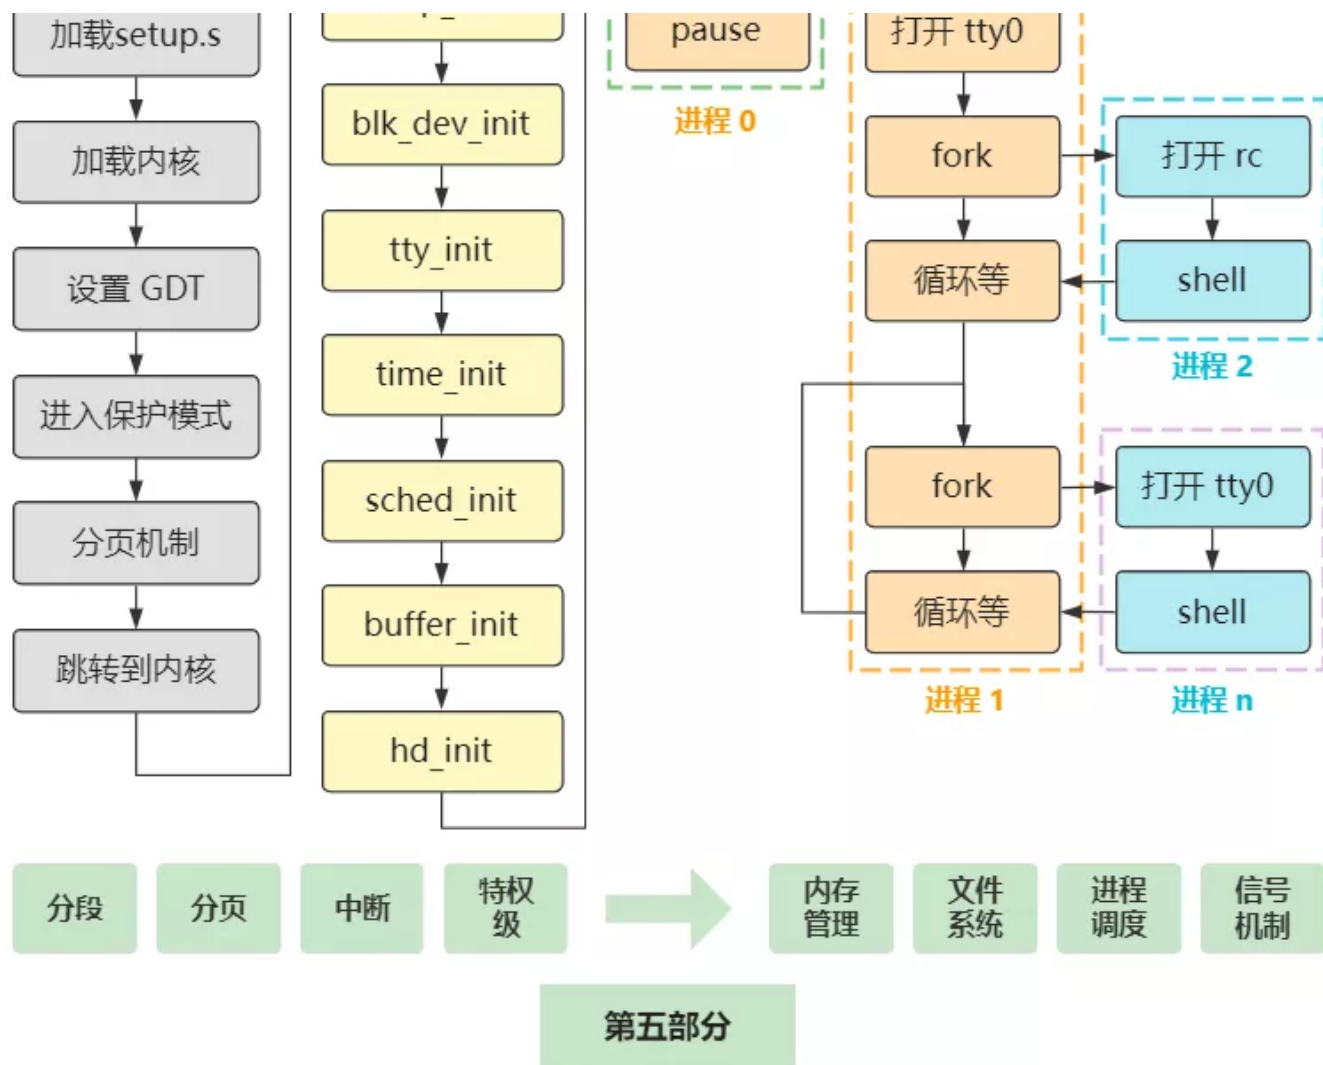 加载setup.s
加载内核
设置 GDT
进入保护模式
分页机制
跳转到内核
blk_dev_init
tty_init
time_init
sched_init
buffer_init
hd_init
pause
进程 0
打开 tty0
fork
循环等
fork
循环等
进程 1
打开 rc
shell
进程 2
打开 tty0
shell
进程 n
分段
分页
中断
特权
级
内存
管理
文件
系统
进程
调度
信号
机制
第五部分